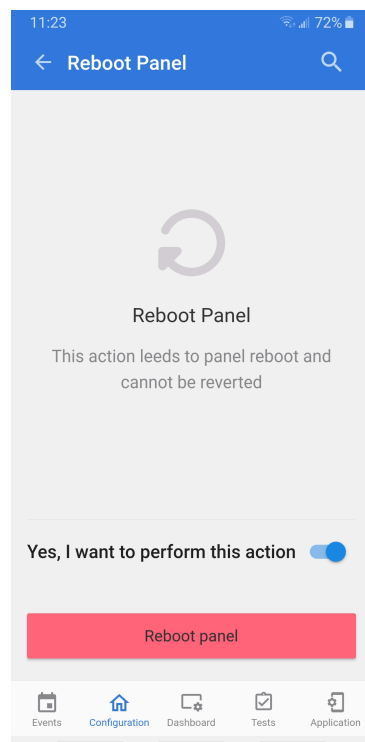 11:23
72%
Reboot Panel
Reboot Panel
This action leeds to panel reboot and
cannot be reverted
Yes, I want to perform this action
Reboot panel
Events Configuration Dashboard Tests Application